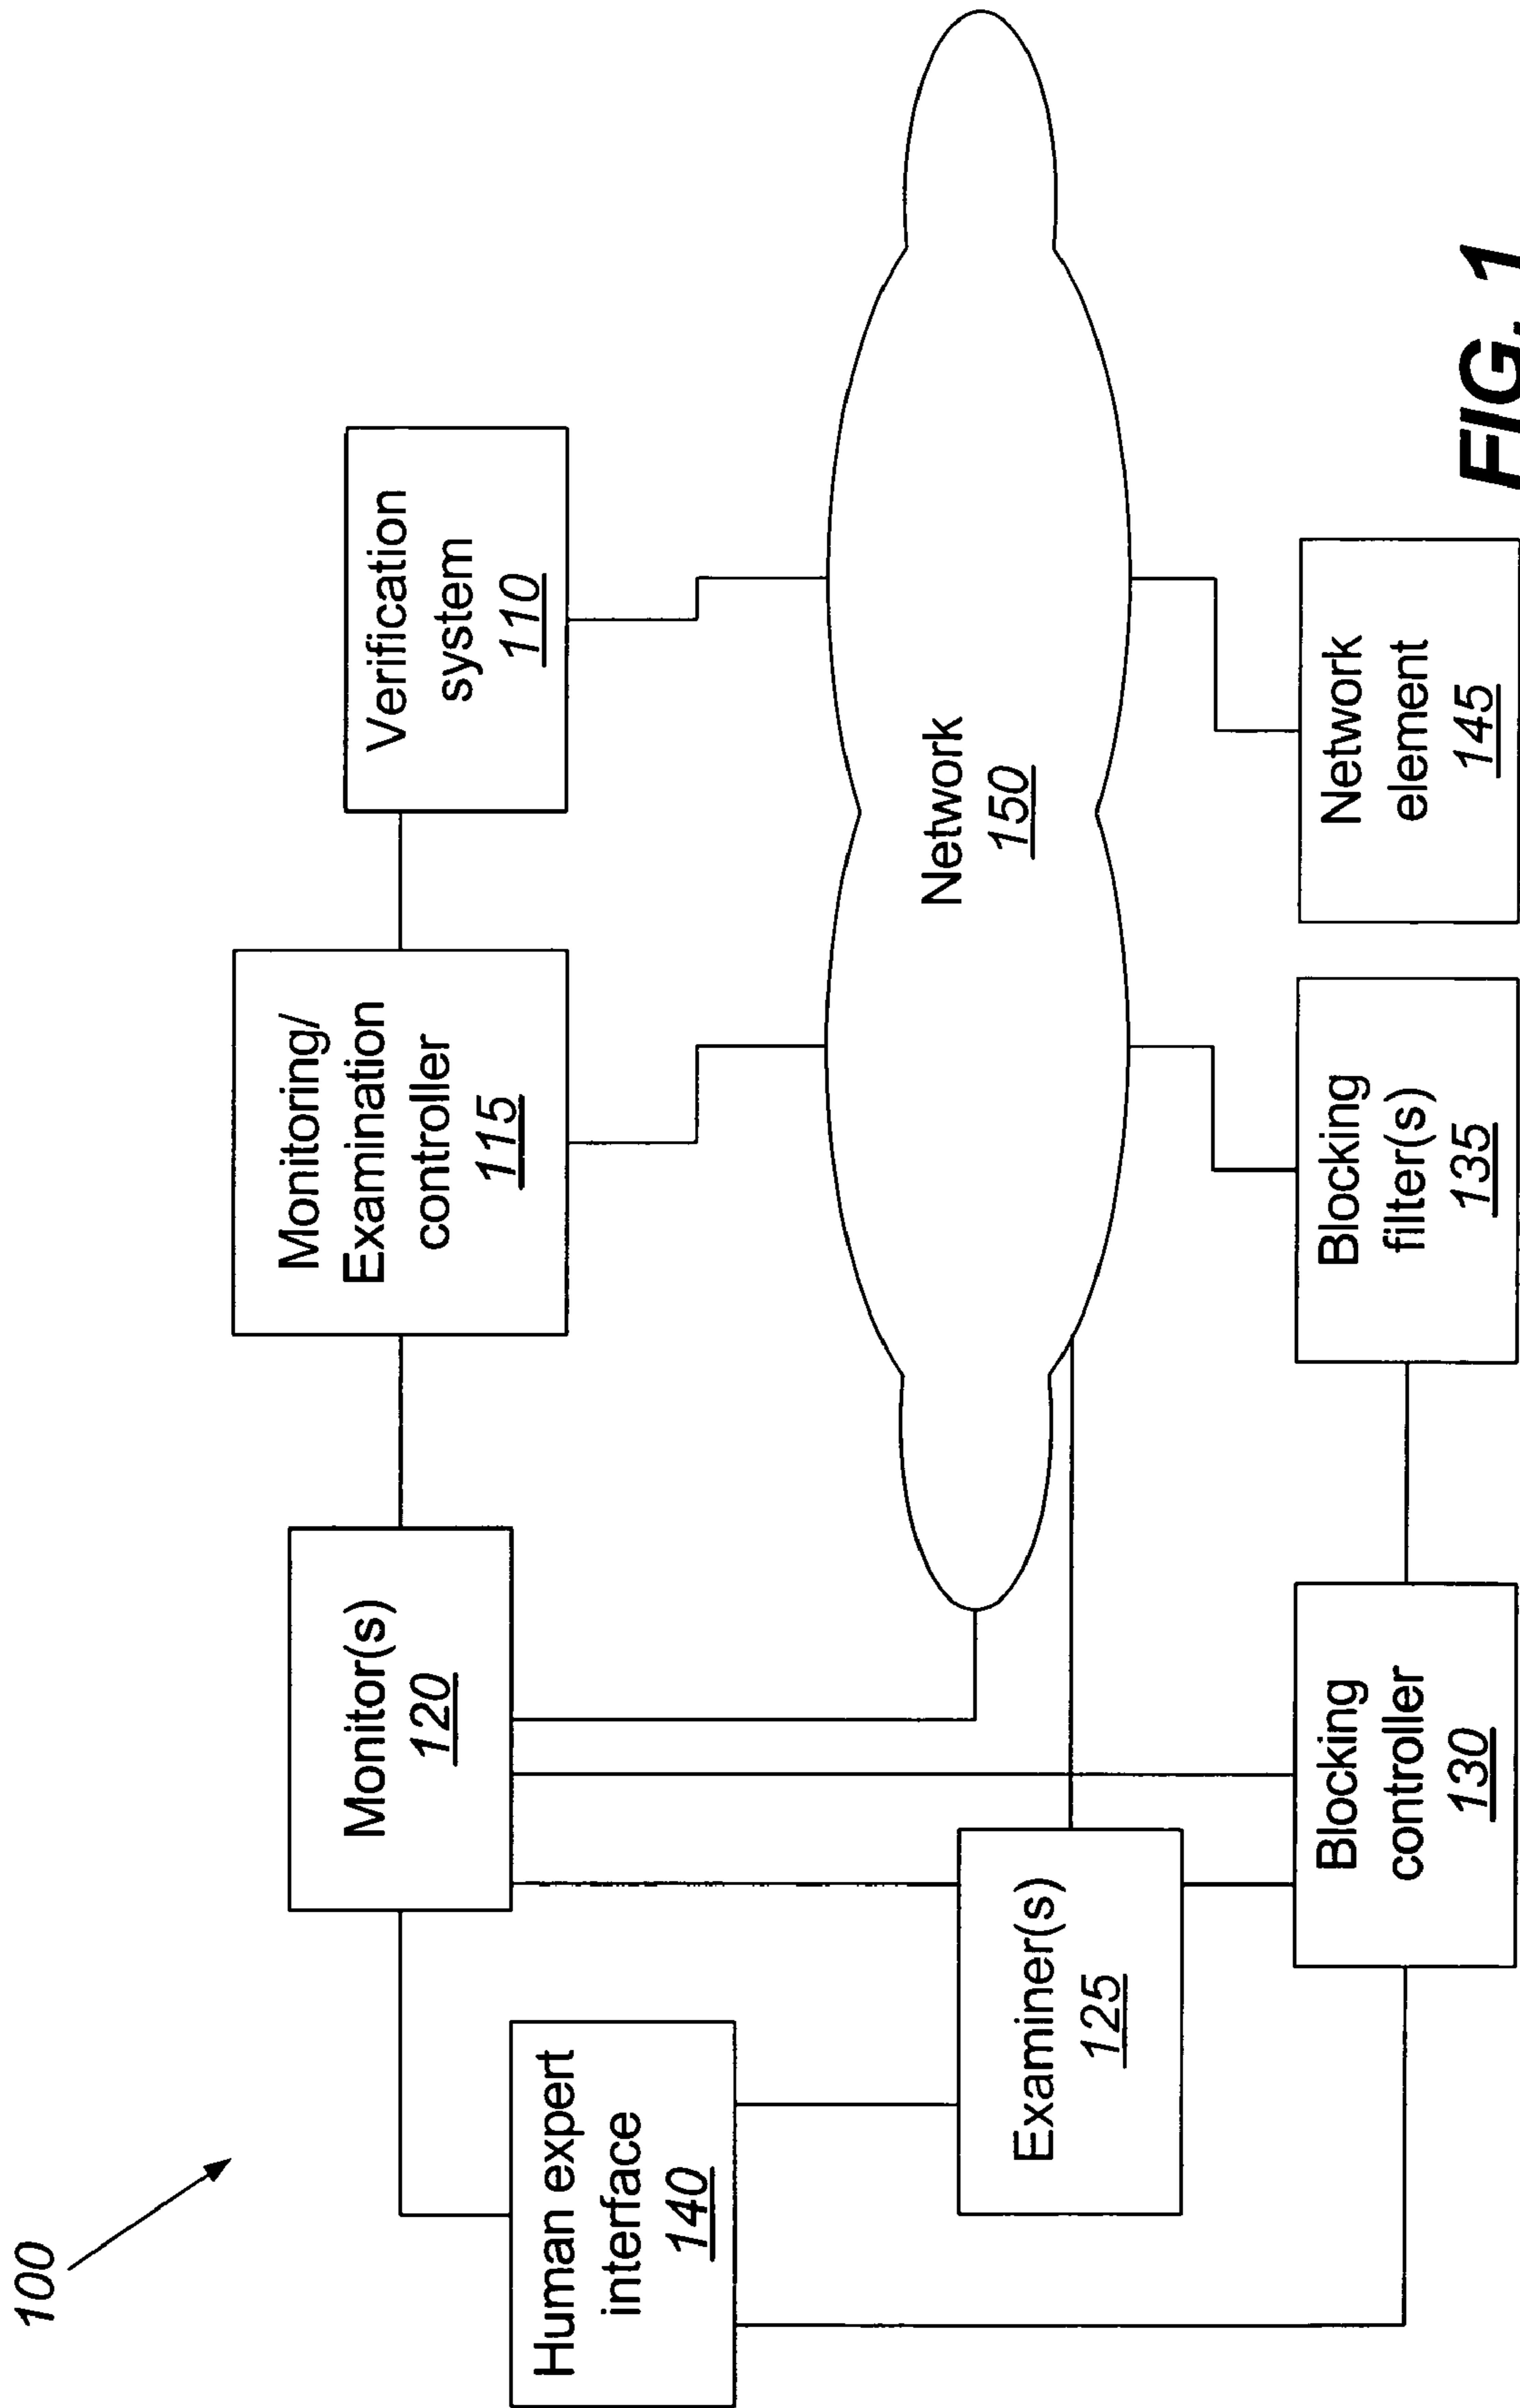 100
Human expert
interface
140
Monitor(s)
120
Monitoring/
Examination
controller
115
Verification
system
110
Examiner(s)
125
Network
150
Blocking
controller
130
Blocking
filter(s)
135
Network
element
145
FIG. 1